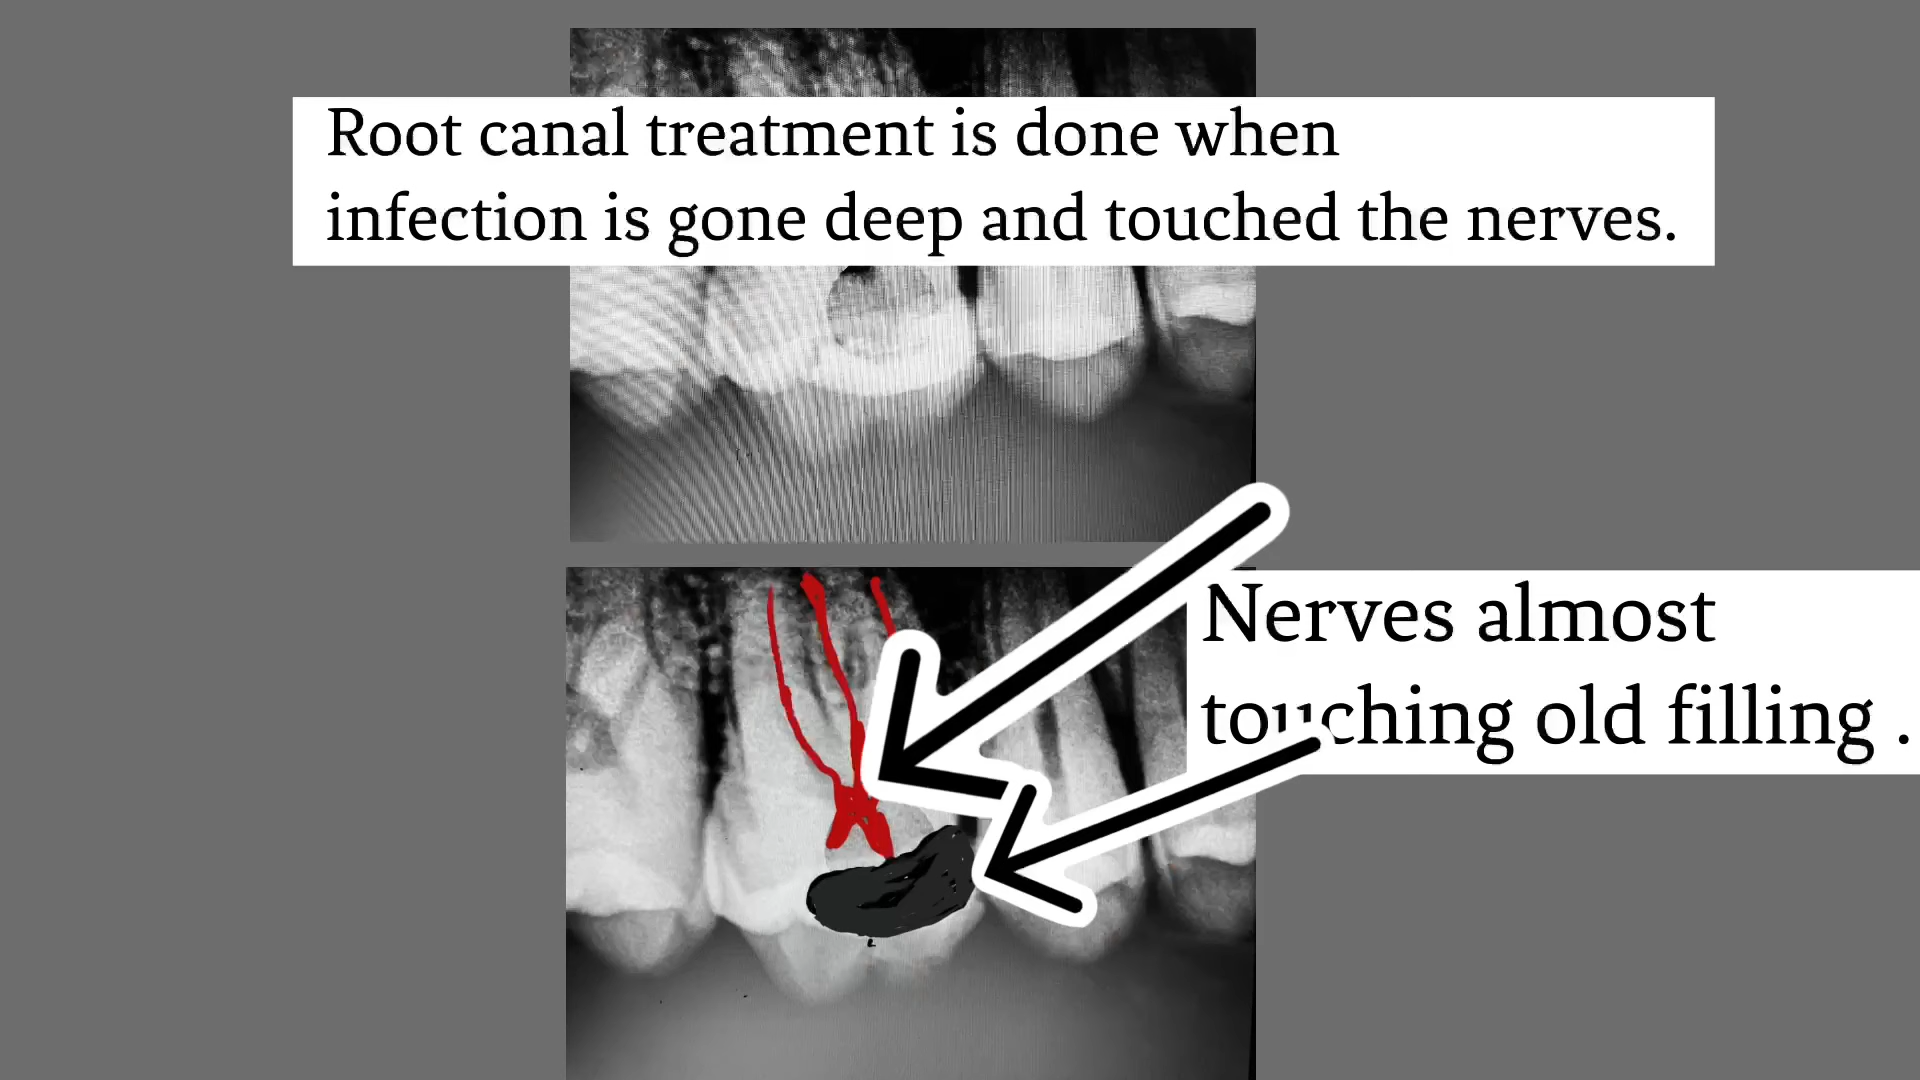 Root canal treatment is done when
infection is gone deep and touched the nerves.
Nerves almost
touching old filling .